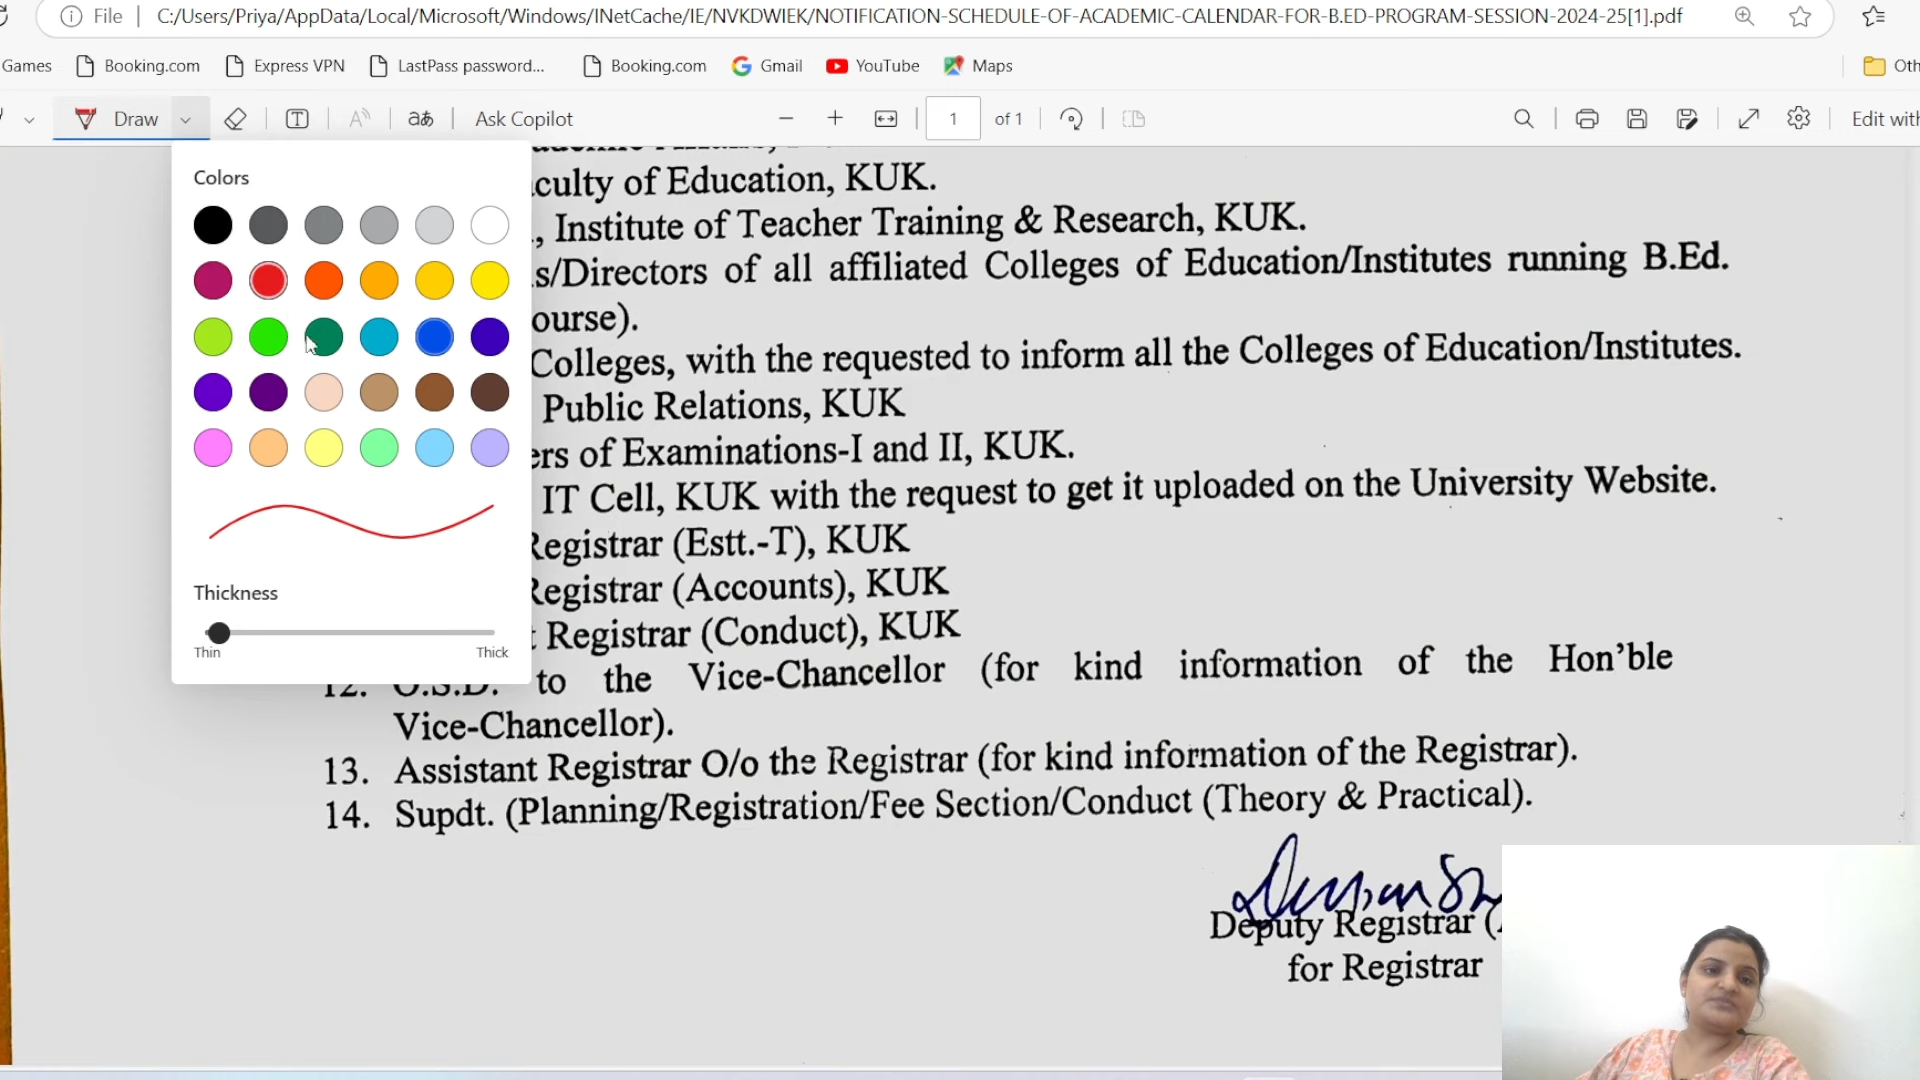 File C:/Users/Priya/AppData/Local/Microsoft/Windows/INetCache/IE/NVKDWIEK/NOTIFICATION-SCHEDULE-OF-ACADEMIC-CALENDAR-FOR-B.ED-PROGRAM-SESSION-2024-25[1].pdf
Games Booking.com Express VPN LastPass password... Booking.com Gmail YouTube Maps Oth
Draw Ask Copilot 1 of 1 Edit with
Colors
culty of Education, KUK.
, Institute of Teacher Training & Research, KUK.
s/Directors of all affiliated Colleges of Education/Institutes running B.Ed.
ourse).
Colleges, with the requested to inform all the Colleges of Education/Institutes.
Public Relations, KUK
ers of Examinations-I and II, KUK.
IT Cell, KUK with the request to get it uploaded on the University Website.
Registrar (Estt.-T), KUK
Registrar (Accounts), KUK
Registrar (Conduct), KUK
Thickness
Thin Thick
12. O.S.D. to the Vice-Chancellor (for kind information of the Hon'ble
Vice-Chancellor).
13. Assistant Registrar O/o the Registrar (for kind information of the Registrar).
14. Supdt. (Planning/Registration/Fee Section/Conduct (Theory & Practical).
Deputy Registrar (
for Registrar